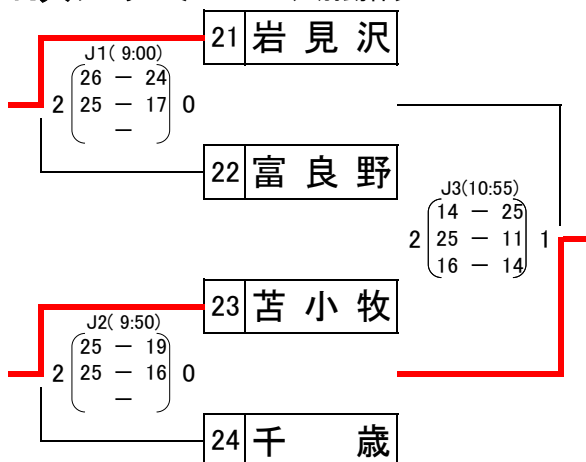 21 岩見沢
J1( 9:00)
26 － 24
2 25 － 17 0
－
22 富良野
J3(10:55)
14 － 25
2 25 － 11 1
16 － 14
23 苫小牧
J2( 9:50)
25 － 19
2 25 － 16 0
－
24 千歳